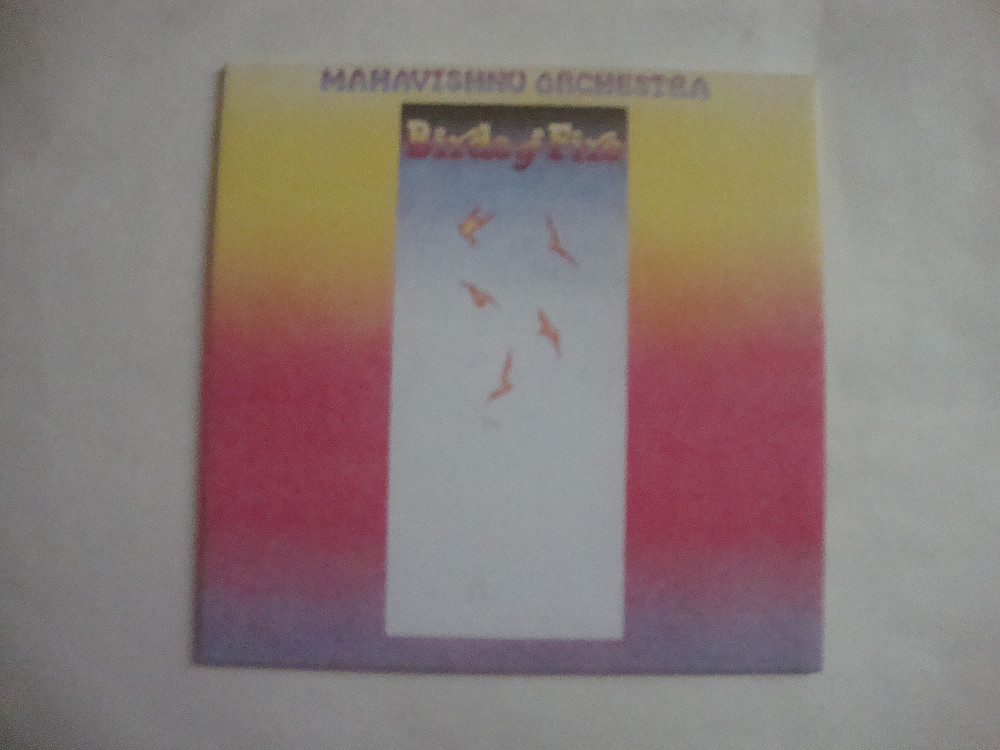 MAHAVISHNU ORCHESTRA
Birds of Fire